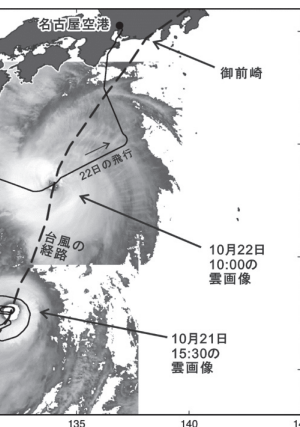 名古屋空港
御前崎
22日の飛行
台風の
経路
10月22日
10:00の
雲画像
10月21日
15:30の
雲画像
135
140